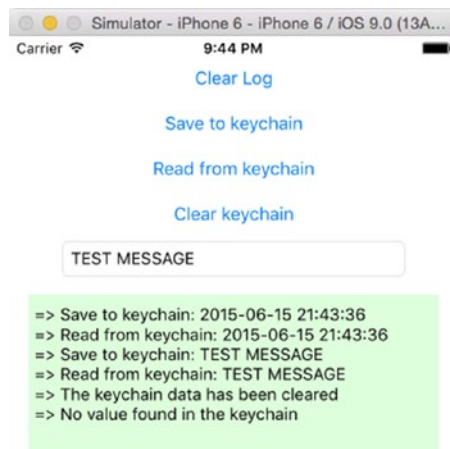 Simulator - iPhone 6 - iPhone 6 / iOS 9.0 (13A...
Carrier 9:44 PM
Clear Log
Save to keychain
Read from keychain
Clear keychain
TEST MESSAGE
=> Save to keychain: 2015-06-15 21:43:36
=> Read from keychain: 2015-06-15 21:43:36
=> Save to keychain: TEST MESSAGE
=> Read from keychain: TEST MESSAGE
=> The keychain data has been cleared
=> No value found in the keychain